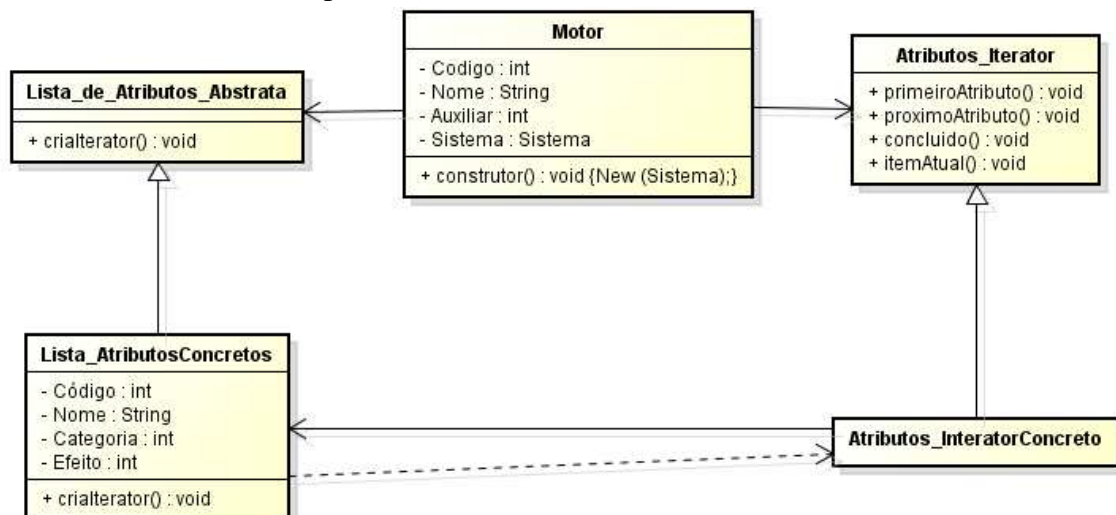 Motor
- Codigo : int
- Nome : String
- Auxiliar : int
- Sistema : Sistema
+ construtor() : void {New (Sistema);}
Lista_de_Atributos_Abstrata
+ criaIterator() : void
Atributos_Iterator
+ primeiroAtributo() : void
+ proximoAtributo() : void
+ concluido() : void
+ itemAtual() : void
Lista_AtributosConcretos
- Código : int
- Nome : String
- Categoria : int
- Efeito : int
+ criaIterator() : void
Atributos_InteratorConcreto